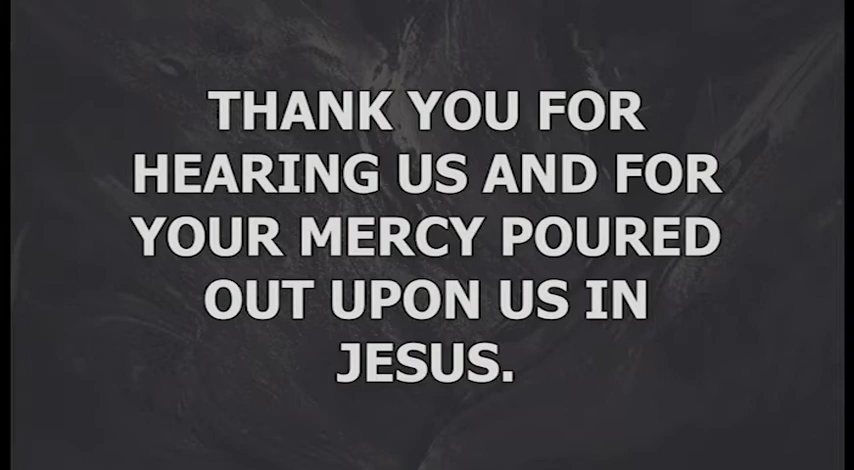 THANK YOU FOR
HEARING US AND FOR
YOUR MERCY POURED
OUT UPON US IN
JESUS.